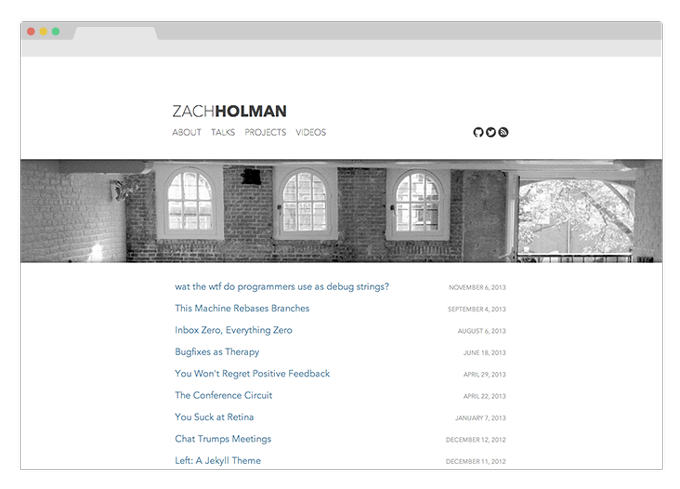 ZACHHOLMAN
ABOUT TALKS PROJECTS VIDEOS
wat the wtf do programmers use as debug strings? NOVEMBER 6, 2013
This Machine Rebases Branches SEPTEMBER 4, 2013
Inbox Zero, Everything Zero AUGUST 6, 2013
Bugfixes as Therapy JUNE 18, 2013
You Won't Regret Positive Feedback APRIL 29, 2013
The Conference Circuit APRIL 22, 2013
You Suck at Retina JANUARY 7, 2013
Chat Trumps Meetings DECEMBER 12, 2012
Left: A Jekyll Theme DECEMBER 11, 2012